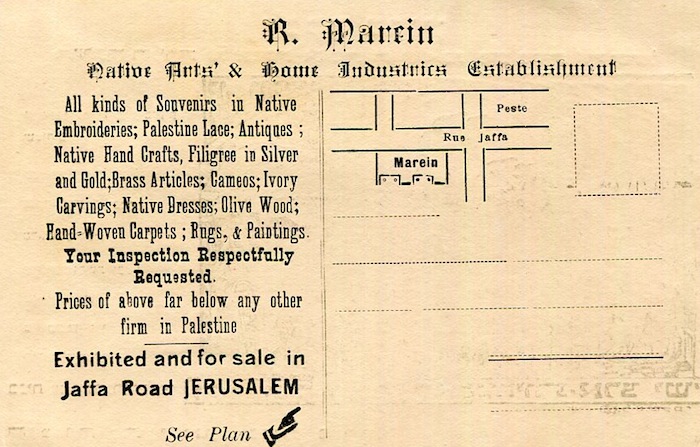 R. Marein
Native Arts' & Home Industries Establishment
All kinds of Souvenirs in Native
Embroideries; Palestine Lace; Antiques ;
Native Hand Crafts, Filigree in Silver
and Gold;Brass Articles; Cameos; Ivory
Carvings; Native Dresses; Olive Wood;
Hand-Woven Carpets ; Rugs, & Paintings.
Your Inspection Respectfully
Requested.
Prices of above far below any other
firm in Palestine
Exhibited and for sale in
Jaffa Road JERUSALEM
See Plan
Peste
Rue Jaffa
Marein